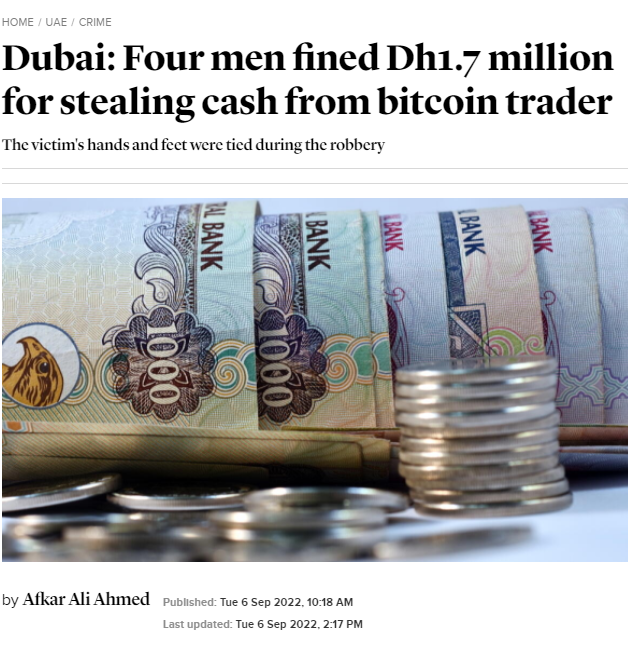 HOME / UAE / CRIME
Dubai: Four men fined Dh1.7 million
for stealing cash from bitcoin trader
The victim's hands and feet were tied during the robbery
AL BANK
L BANK
BANK
BANK
BANK
1000
1000
by Afkar Ali Ahmed
Published: Tue 6 Sep 2022, 10:18 AM
Last updated: Tue 6 Sep 2022, 2:17 PM